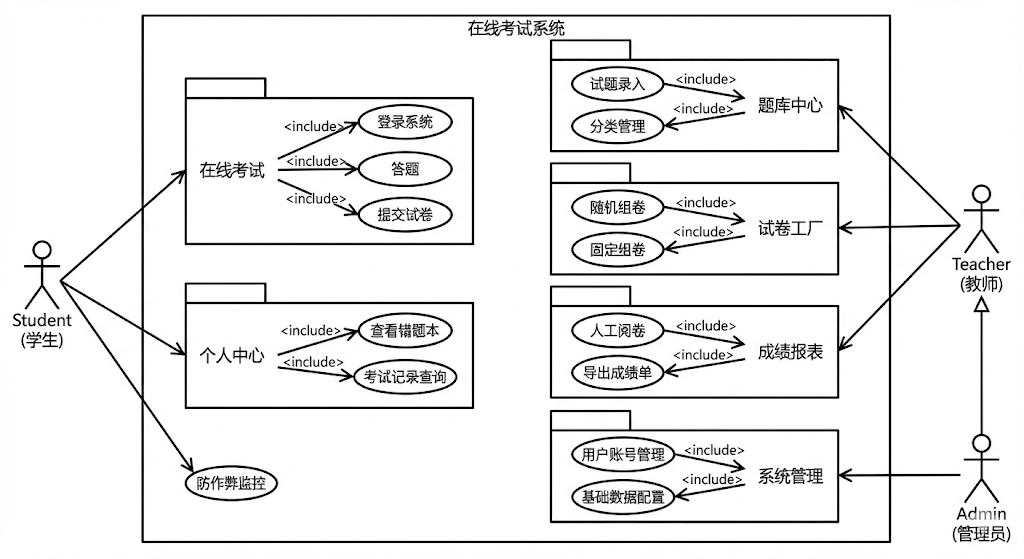 在线考试系统
在线考试
<include>
登录系统
<include>
答题
<include>
提交试卷
个人中心
<include>
查看错题本
<include>
考试记录查询
防作弊监控
Student
(学生)
试题录入
<include>
题库中心
<include>
分类管理
随机组卷
<include>
试卷工厂
<include>
固定组卷
人工阅卷
<include>
成绩报表
<include>
导出成绩单
用户账号管理
<include>
系统管理
<include>
基础数据配置
Teacher
(教师)
Admin
(管理员)